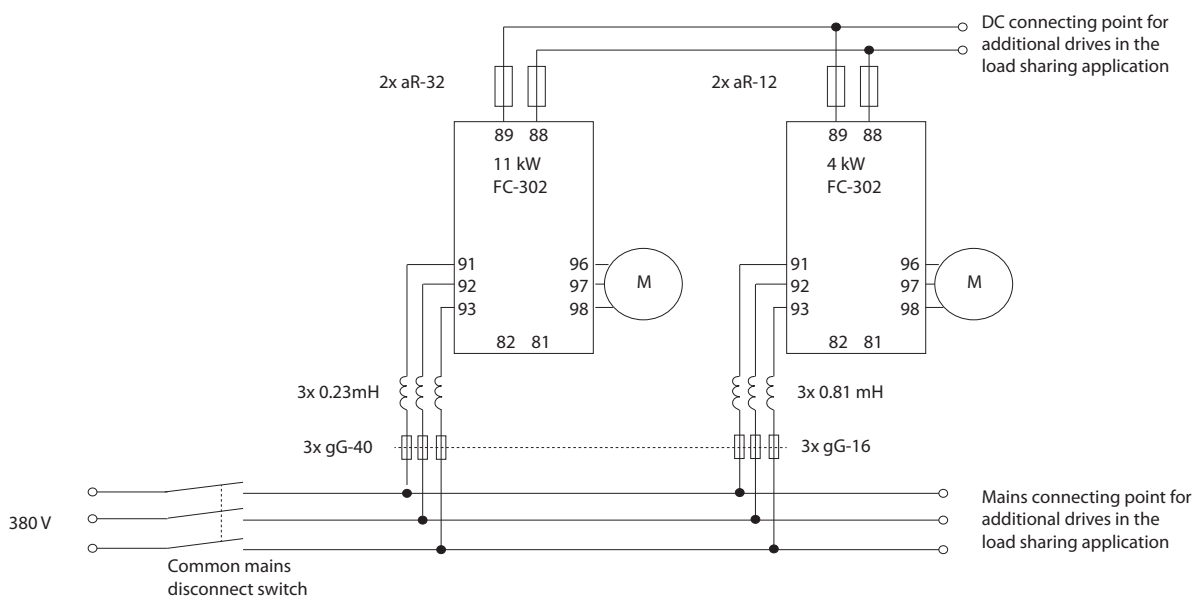 DC connecting point for
additional drives in the
load sharing application
2x aR-32
2x aR-12
89 88
89 88
11 kW
FC-302
4 kW
FC-302
91
92
93
96
97
98
M
91
92
93
96
97
98
M
82 81
82 81
3x 0.23mH
3x 0.81 mH
3x gG-40
3x gG-16
380 V
Mains connecting point for
additional drives in the
load sharing application
Common mains
disconnect switch